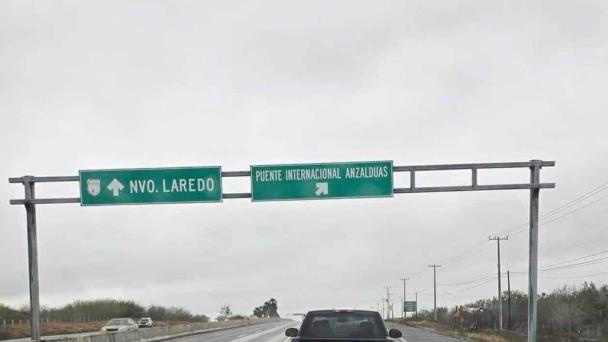 NVO. LAREDO
PUENTE INTERNACIONAL ANZALDUAS